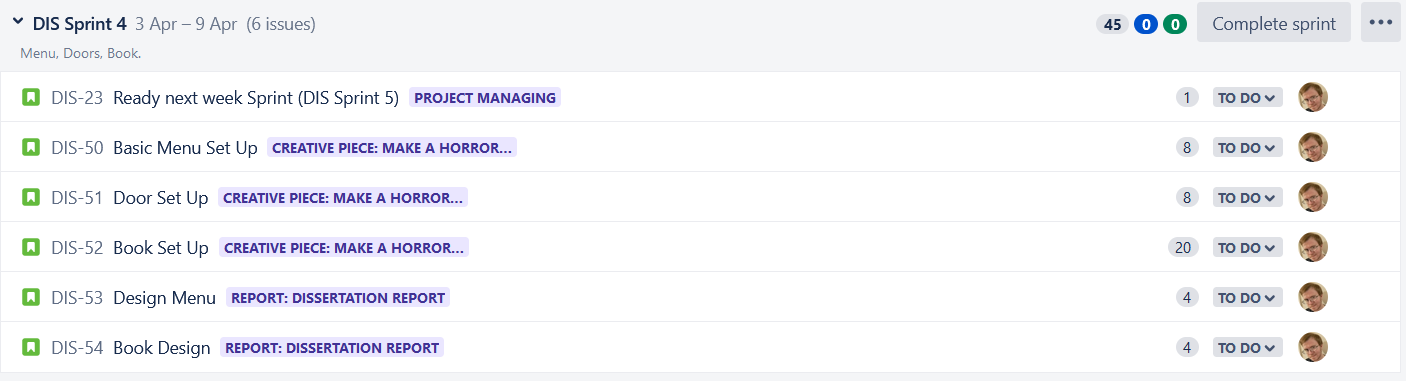 DIS Sprint 4 3 Apr – 9 Apr (6 issues) 45 0 0 Complete sprint
Menu, Doors, Book.
DIS-23 Ready next week Sprint (DIS Sprint 5) PROJECT MANAGING 1 TO DO
DIS-50 Basic Menu Set Up CREATIVE PIECE: MAKE A HORROR... 8 TO DO
DIS-51 Door Set Up CREATIVE PIECE: MAKE A HORROR... 8 TO DO
DIS-52 Book Set Up CREATIVE PIECE: MAKE A HORROR... 20 TO DO
DIS-53 Design Menu REPORT: DISSERTATION REPORT 4 TO DO
DIS-54 Book Design REPORT: DISSERTATION REPORT 4 TO DO